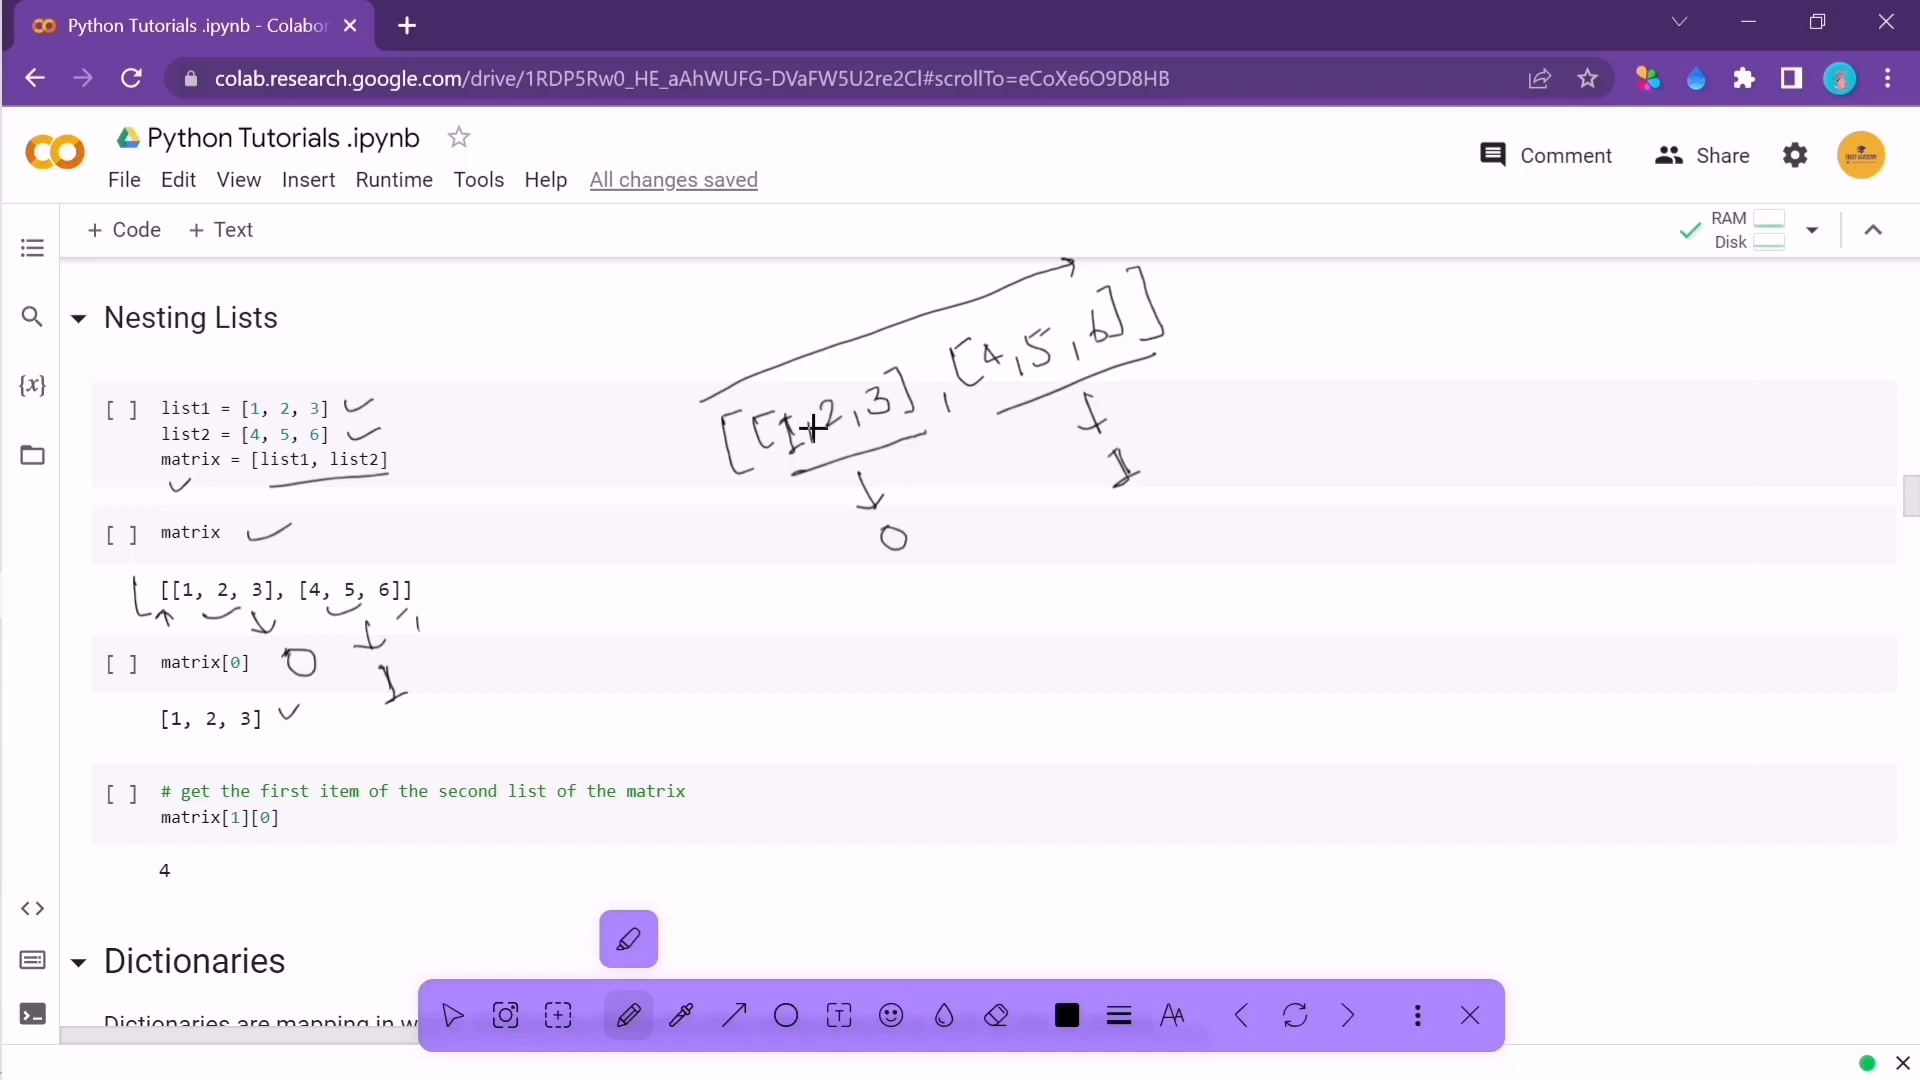 Python Tutorials .ipynb - Colabor
colab.research.google.com/drive/1RDP5Rw0_HE_aAhWUFG-DVaFW5U2re2Cl#scrollTo=eCoXe6O9D8HB
Python Tutorials .ipynb
File Edit View Insert Runtime Tools Help All changes saved
Comment Share
+ Code + Text
RAM
Disk
Nesting Lists
[[1,2,3],[4,5,6]]
0
1
[ ] list1 = [1, 2, 3]
list2 = [4, 5, 6]
matrix = [list1, list2]
[ ] matrix
[[1, 2, 3], [4, 5, 6]]
0
1
[ ] matrix[0]
[1, 2, 3]
[ ] # get the first item of the second list of the matrix
matrix[1][0]
4
Dictionaries
Dictionaries are mapping in